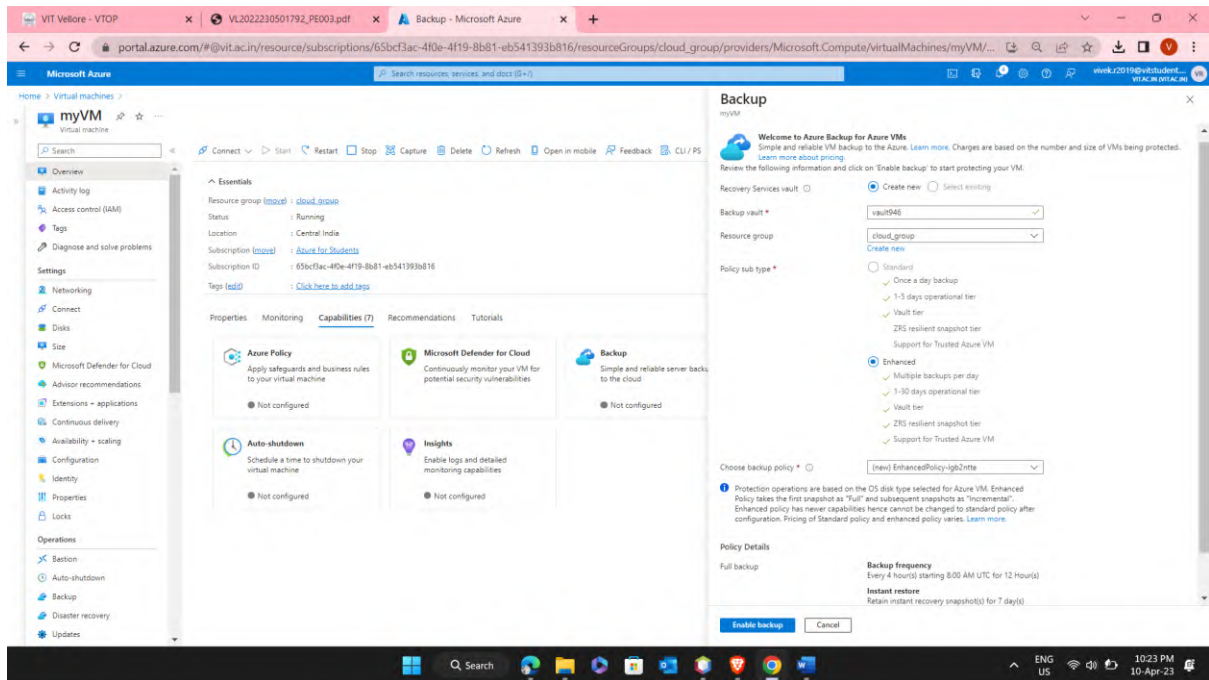 VIT Vellore - VTOP
VL2022230501792_PE003.pdf
Backup - Microsoft Azure
portal.azure.com/#@vit.ac.in/resource/subscriptions/65bcf3ac-4f0e-4f19-8b81-eb541393b816/resourceGroups/cloud_group/providers/Microsoft.Compute/virtualMachines/myVM/...
Microsoft Azure
Search resources, services, and docs (G+/)
vivek.r2019@vitstudent....
VIT.AC.IN (VIT.AC.IN)
VR
Home > Virtual machines >
myVM
Virtual machine
Search
Overview
Activity log
Access control (IAM)
Tags
Diagnose and solve problems
Settings
Networking
Connect
Disks
Size
Microsoft Defender for Cloud
Advisor recommendations
Extensions + applications
Continuous delivery
Availability + scaling
Configuration
Identity
Properties
Locks
Operations
Bastion
Auto-shutdown
Backup
Disaster recovery
Updates
Connect Start Restart Stop Capture Delete Refresh Open in mobile Feedback CLI / PS
Essentials
Resource group (move) : cloud_group
Status : Running
Location : Central India
Subscription (move) : Azure for Students
Subscription ID : 65bcf3ac-4f0e-4f19-8b81-eb541393b816
Tags (edit) : Click here to add tags
Properties Monitoring Capabilities (7) Recommendations Tutorials
Azure Policy
Apply safeguards and business rules
to your virtual machine
Not configured
Microsoft Defender for Cloud
Continuously monitor your VM for
potential security vulnerabilities
Backup
Simple and reliable server backu
to the cloud
Not configured
Auto-shutdown
Schedule a time to shutdown your
virtual machine
Not configured
Insights
Enable logs and detailed
monitoring capabilities
Not configured
Backup
myVM
Welcome to Azure Backup for Azure VMs
Simple and reliable VM backup to the Azure. Learn more. Charges are based on the number and size of VMs being protected.
Learn more about pricing.
Review the following information and click on 'Enable backup' to start protecting your VM.
Recovery Services vault Create new Select existing
Backup vault * vault946
Resource group cloud_group
Create new
Policy sub type * Standard
Once a day backup
1-5 days operational tier
Vault tier
ZRS resilient snapshot tier
Support for Trusted Azure VM
Enhanced
Multiple backups per day
1-30 days operational tier
Vault tier
ZRS resilient snapshot tier
Support for Trusted Azure VM
Choose backup policy * (new) EnhancedPolicy-igb2ntte
Protection operations are based on the OS disk type selected for Azure VM. Enhanced
Policy takes the first snapshot as "Full" and subsequent snapshots as "Incremental".
Enhanced policy has newer capabilities hence cannot be changed to standard policy after
configuration. Pricing of Standard policy and enhanced policy varies. Learn more.
Policy Details
Full backup
Backup frequency
Every 4 hour(s) starting 8:00 AM UTC for 12 Hour(s)
Instant restore
Retain instant recovery snapshot(s) for 7 day(s)
Enable backup Cancel
Search
ENG
US
10:23 PM
10-Apr-23